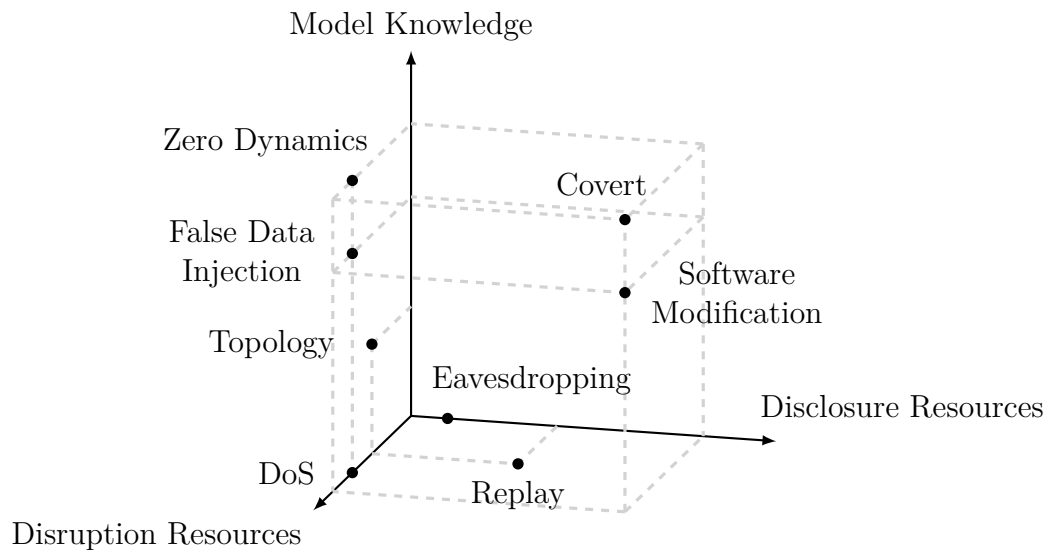 Model Knowledge
Zero Dynamics
Covert
False Data
Injection
Software
Modification
Topology
Eavesdropping
Disclosure Resources
DoS
Replay
Disruption Resources